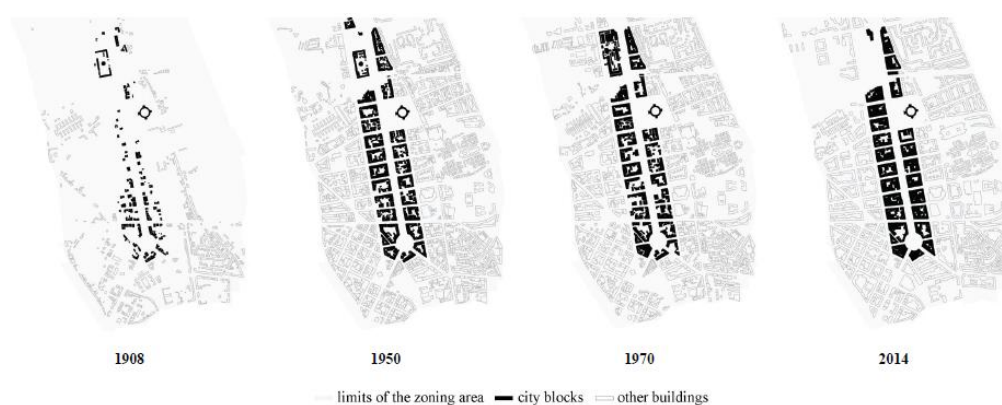 1908
1950
1970
2014
limits of the zoning area
city blocks
other buildings